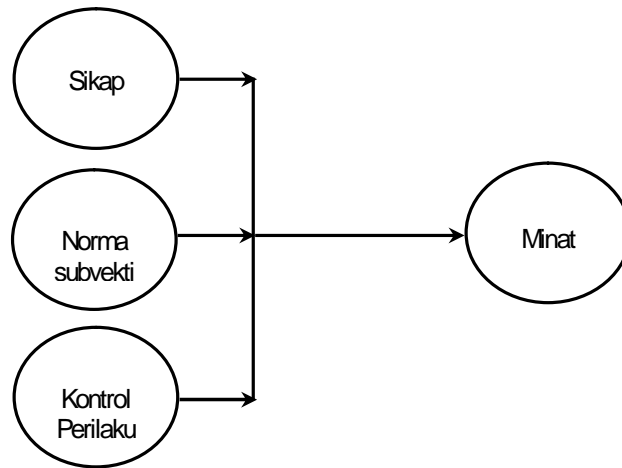 Sikap
Norma
subvekti
Minat
Kontrol
Perilaku